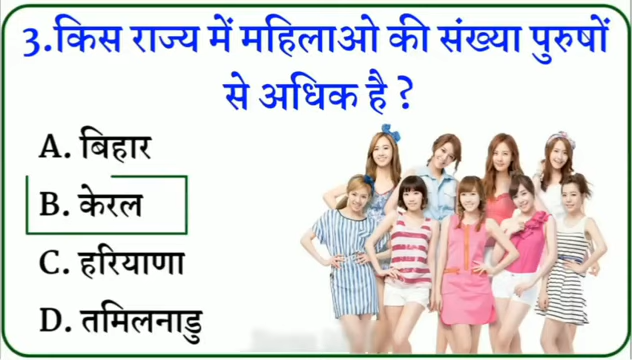 3.किस राज्य में महिलाओ की संख्या पुरुषों
से अधिक है ?
A. बिहार
B. केरल
C. हरियाणा
D. तमिलनाडु